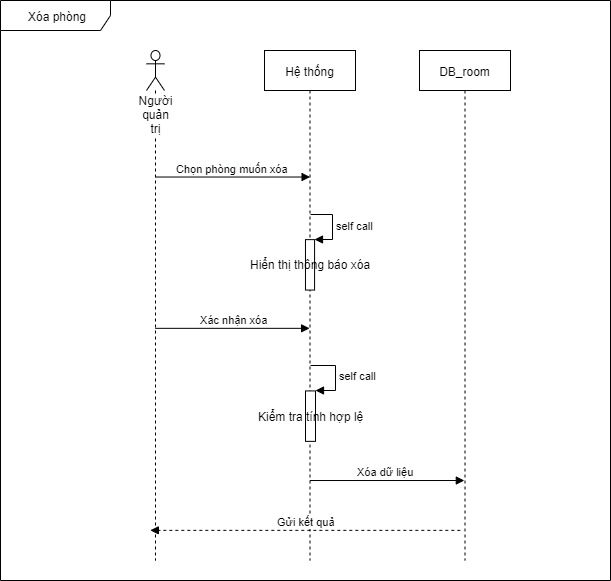 Xóa phòng
Hệ thống
DB_room
Người
quản
trị
Chọn phòng muốn xóa
self call
Hiển thị thông báo xóa
Xác nhận xóa
self call
Kiểm tra tính hợp lệ
Xóa dữ liệu
Gửi kết quả